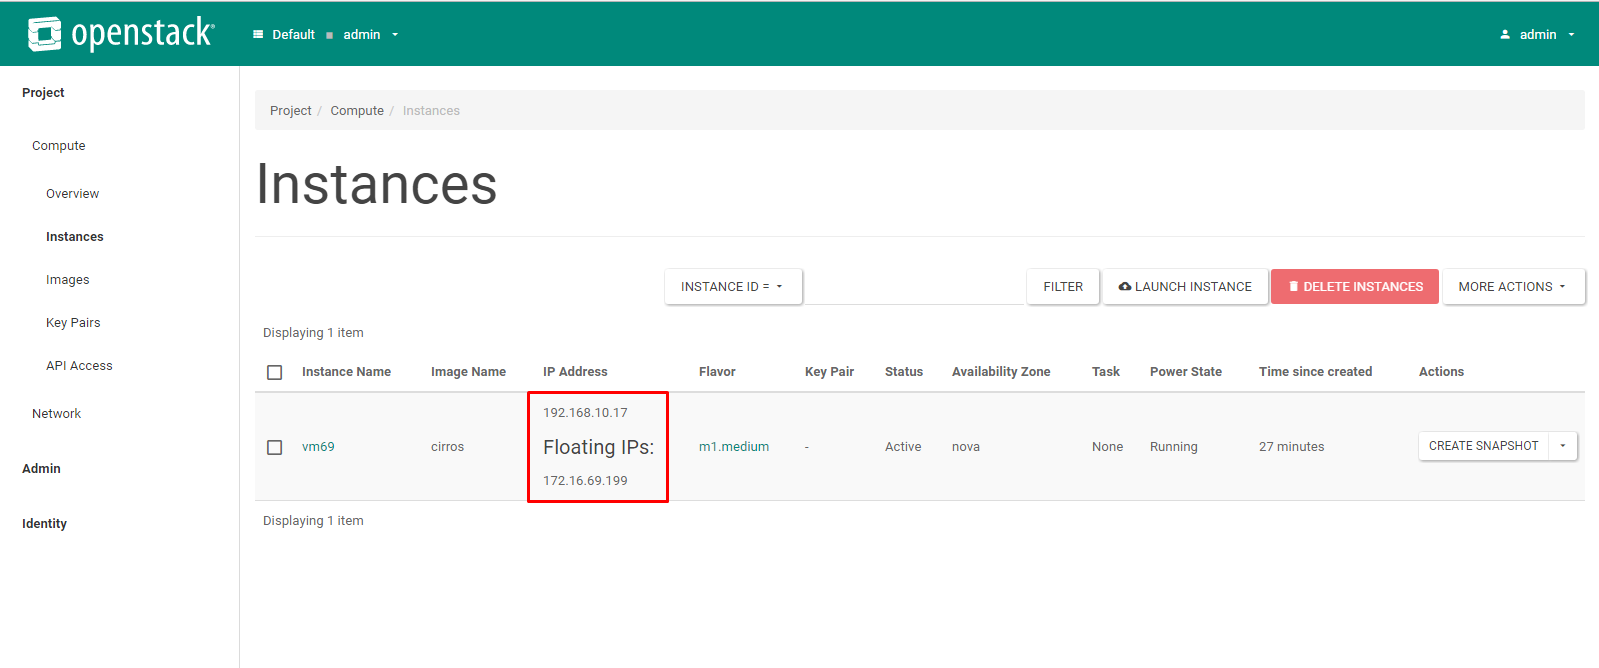 openstack® Default admin admin
Project
Project / Compute / Instances
Compute
Overview
Instances
Instances
Images
Key Pairs
API Access
Network
Admin
Identity
INSTANCE ID = FILTER LAUNCH INSTANCE DELETE INSTANCES MORE ACTIONS
Displaying 1 item
Instance Name Image Name IP Address Flavor Key Pair Status Availability Zone Task Power State Time since created Actions
192.168.10.17
vm69 cirros Floating IPs: m1.medium - Active nova None Running 27 minutes CREATE SNAPSHOT
172.16.69.199
Displaying 1 item